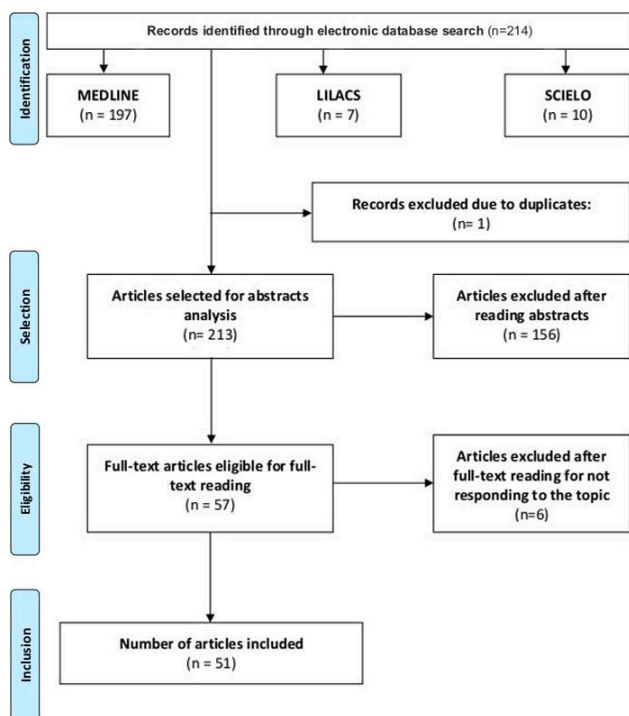 Records identified through electronic database search (n=214)
Identification
MEDLINE
(n = 197)
LILACS
(n = 7)
SCIELO
(n = 10)
Records excluded due to duplicates:
(n= 1)
Selection
Articles selected for abstracts
analysis
(n= 213)
Articles excluded after
reading abstracts
(n = 156)
Eligibility
Full-text articles eligible for full-
text reading
(n = 57)
Articles excluded after
full-text reading for not
responding to the topic
(n=6)
Inclusion
Number of articles included
(n = 51)